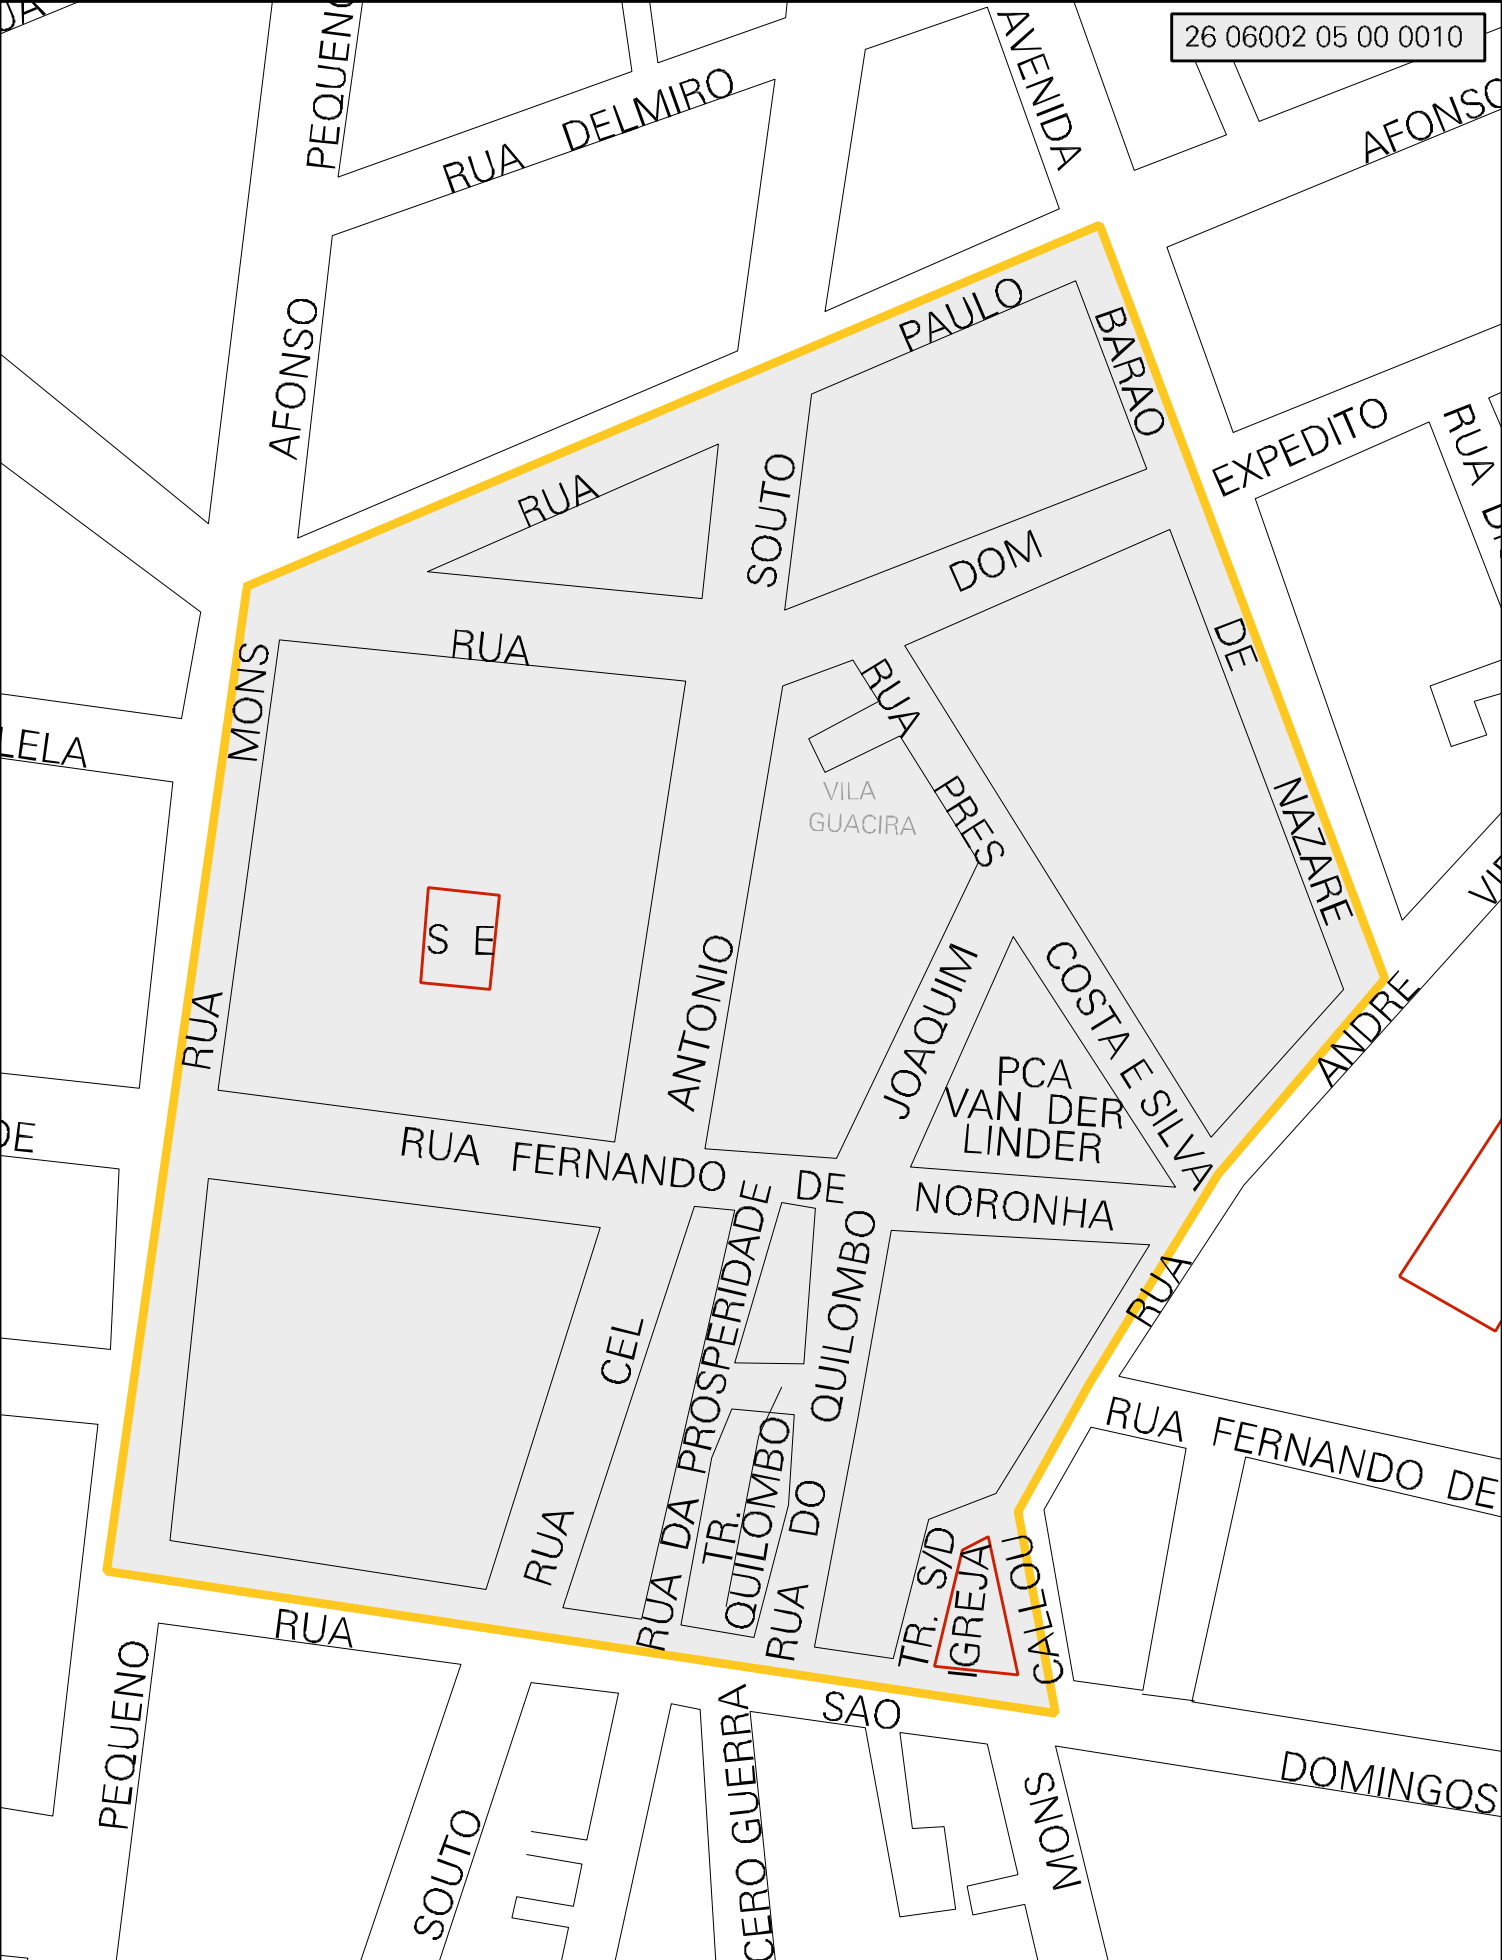 26 06002 05 00 0010
PEQUENO
RUA DELMIRO
AVENIDA
AFONSO
AFONSO
PAULO
BARAO
RUA
SOUTO
EXPEDITO
RUA
DOM
RUA
MONS
RUA
DE
LELA
VILA
GUACIRA
PRES
NAZARE
S E
ANTONIO
JOAQUIM
COSTA E SILVA
ANDRE
RUA
PCA
VAN DER
LINDER
DE
RUA FERNANDO DE NORONHA
RUA
CEL
RUA DA PROSPERIDADE
QUILOMBO
RUA FERNANDO DE
TR.
QUILOMBO
DO
RUA
RUA
TR. S/D
IGREJA
CALLOU
RUA
PEQUENO
SAO
DOMINGOS
SOUTO
CERO GUERRA
MONS